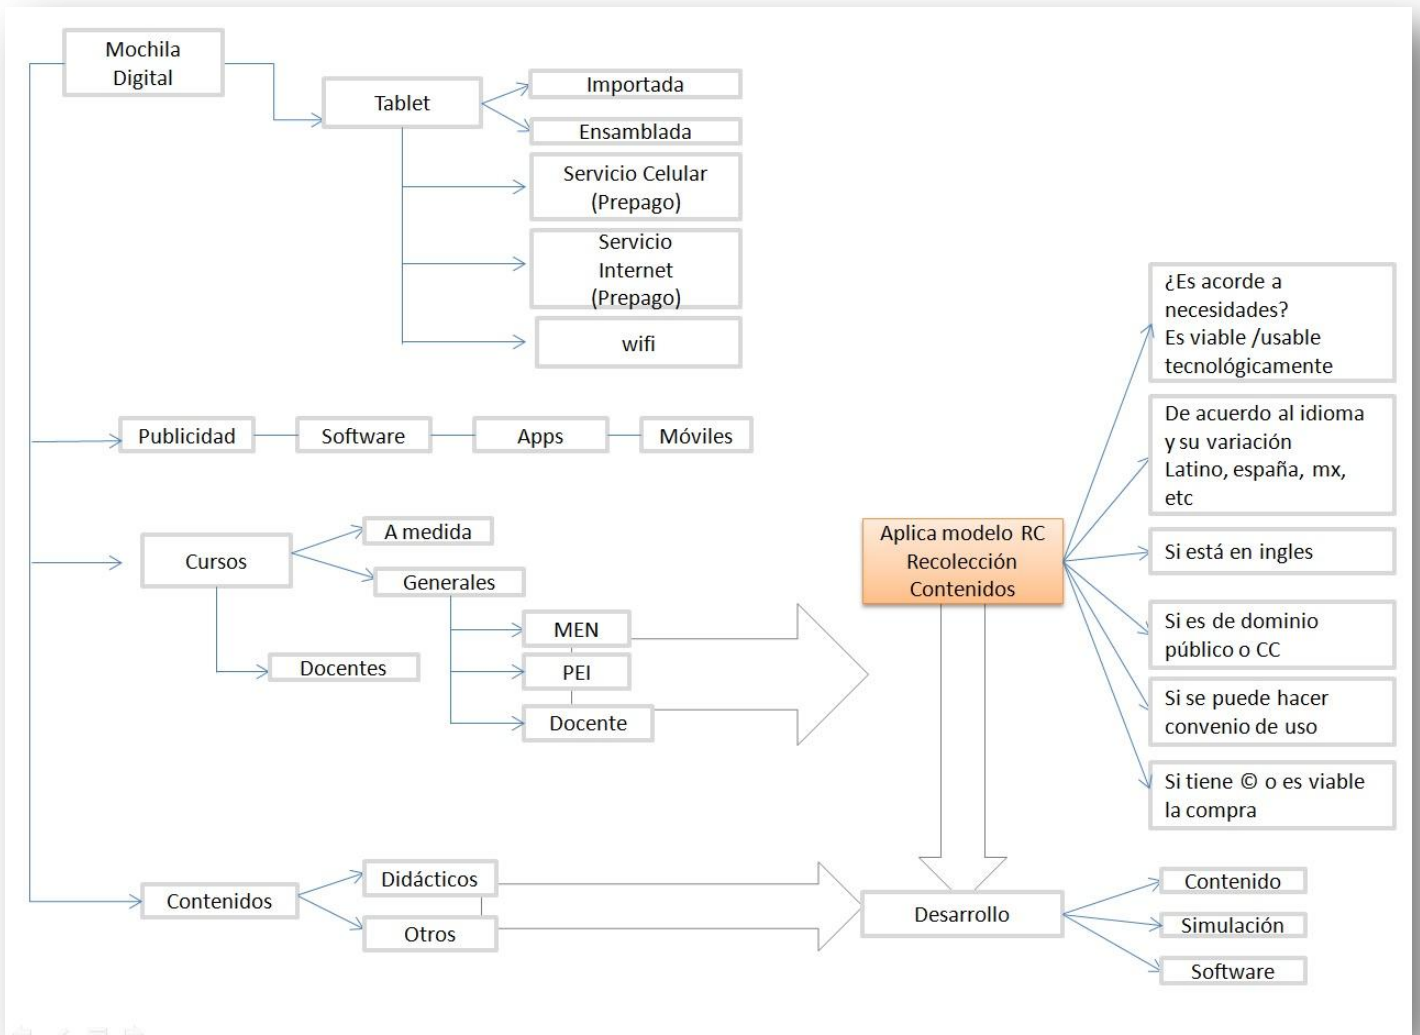 Mochila
Digital
Tablet
Importada
Ensamblada
Servicio Celular
(Prepago)
Servicio
Internet
(Prepago)
wifi
Publicidad
Software
Apps
Móviles
Cursos
A medida
Generales
MEN
PEI
Docente
Docentes
Aplica modelo RC
Recolección
Contenidos
¿Es acorde a
necesidades?
Es viable /usable
tecnológicamente
De acuerdo al idioma
y su variación
Latino, españa, mx,
etc
Si está en ingles
Si es de dominio
público o CC
Si se puede hacer
convenio de uso
Si tiene © o es viable
la compra
Contenidos
Didácticos
Otros
Desarrollo
Contenido
Simulación
Software